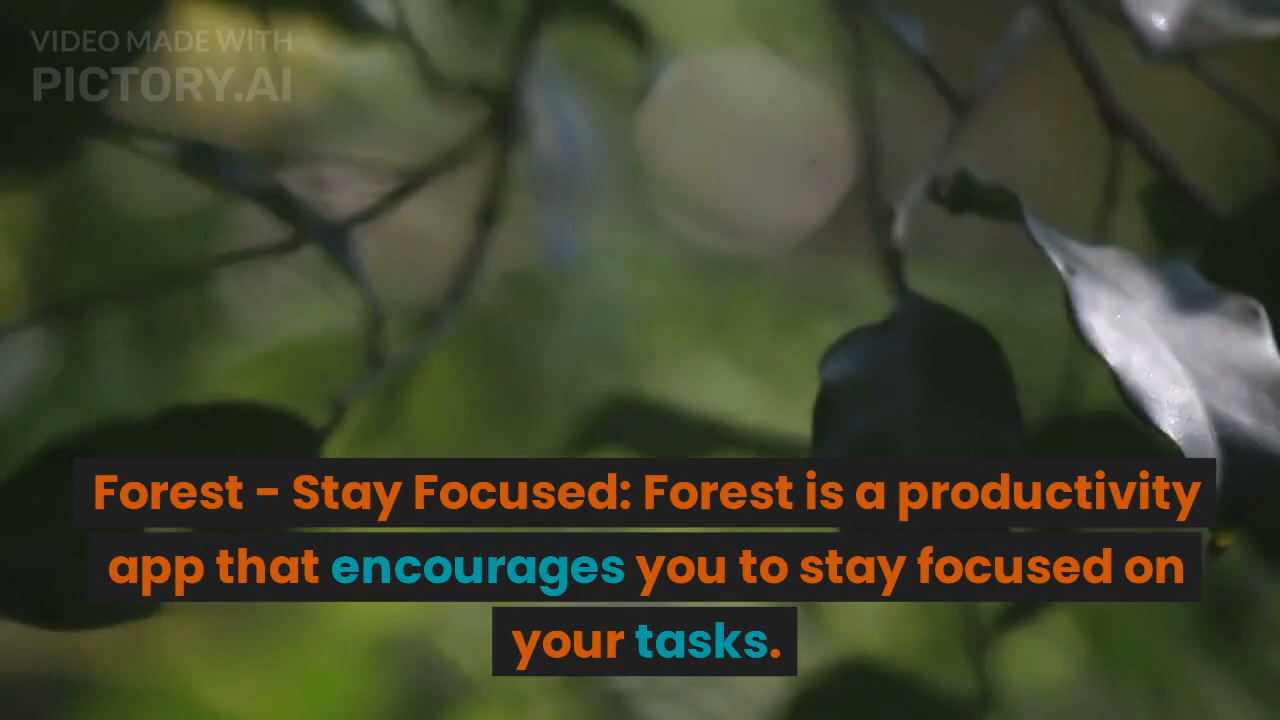 VIDEO MADE WITH
PICTORY.AI
Forest - Stay Focused: Forest is a productivity
app that encourages you to stay focused on
your tasks.